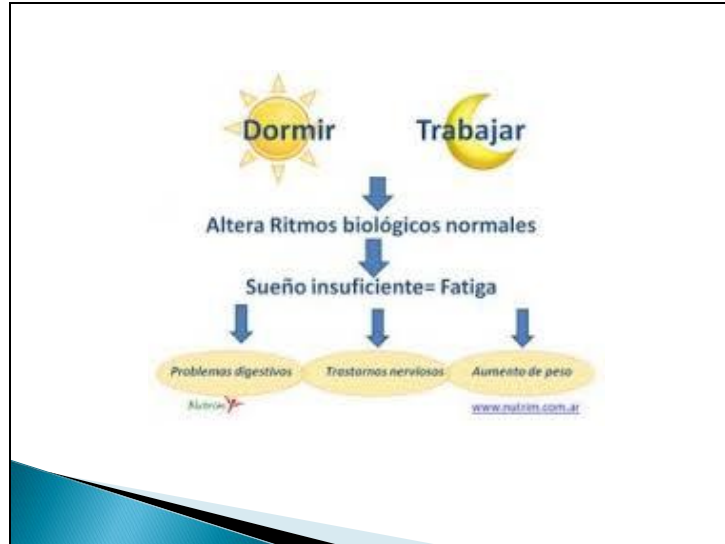 Dormir Trabajar
Altera Ritmos biológicos normales
Sueño insuficiente= Fatiga
Problemas digestivos Trastornos nerviosos Aumento de peso
Nutrim www.nutrim.com.ar